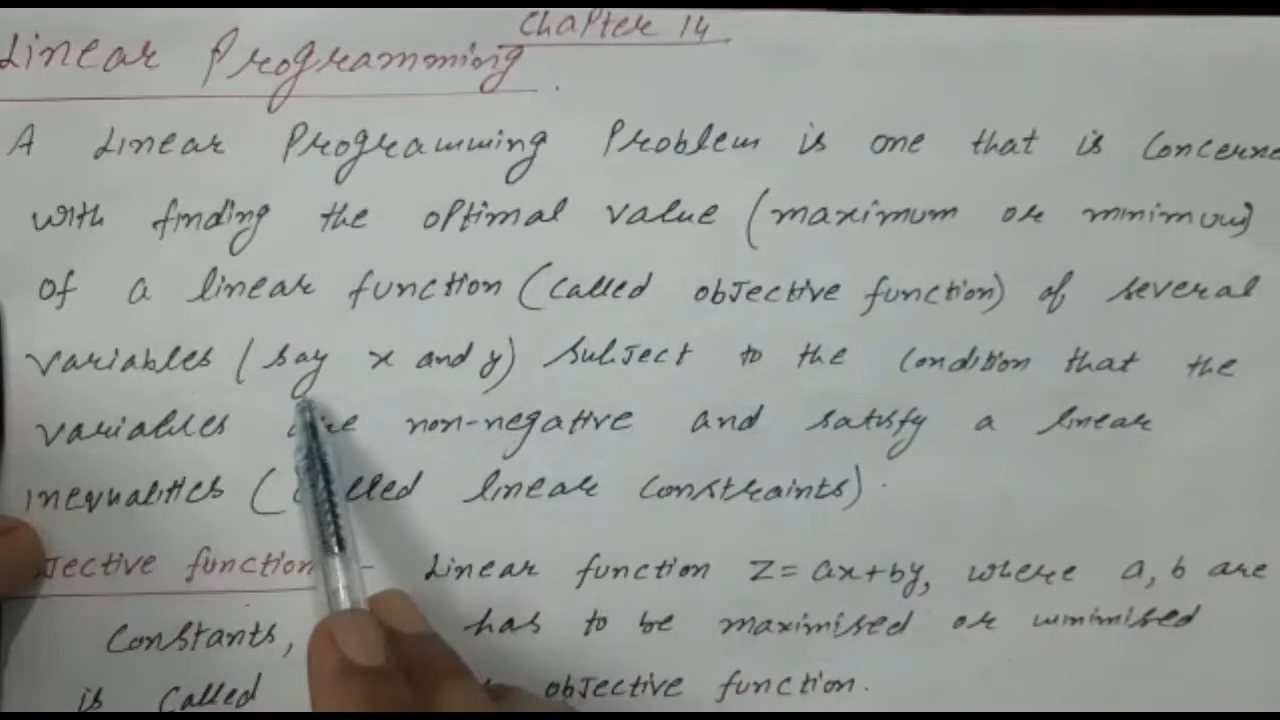 Chapter 14
Linear Programming
A Linear Programming Problem is one that is concerne
with finding the optimal value (maximum or minimum)
of a linear function (called objective function) of several
variables (say x and y) subject to the condition that the
variables are non-negative and satisfy a linear
inequalities (called linear constraints).
jective function - Linear function Z = ax+by, where a, b are
constants, has to be maximised or minimised
is called objective function.